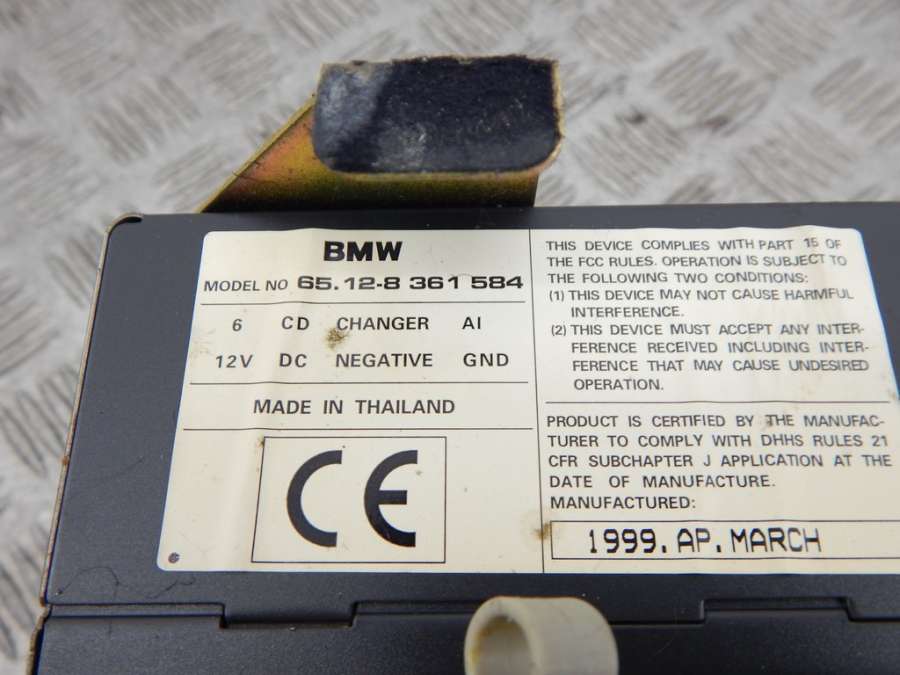 BMW
MODEL NO 65.12-8 361 584
6 CD CHANGER AI
12V DC NEGATIVE GND
MADE IN THAILAND
CE
THIS DEVICE COMPLIES WITH PART 15 OF
THE FCC RULES. OPERATION IS SUBJECT TO
THE FOLLOWING TWO CONDITIONS:
(1) THIS DEVICE MAY NOT CAUSE HARMFUL
INTERFERENCE.
(2) THIS DEVICE MUST ACCEPT ANY INTER-
FERENCE RECEIVED INCLUDING INTER-
FERENCE THAT MAY CAUSE UNDESIRED
OPERATION.
PRODUCT IS CERTIFIED BY THE MANUFAC-
TURER TO COMPLY WITH DHHS RULES 21
CFR SUBCHAPTER J APPLICATION AT THE
DATE OF MANUFACTURE.
MANUFACTURED:
1999. AP. MARCH